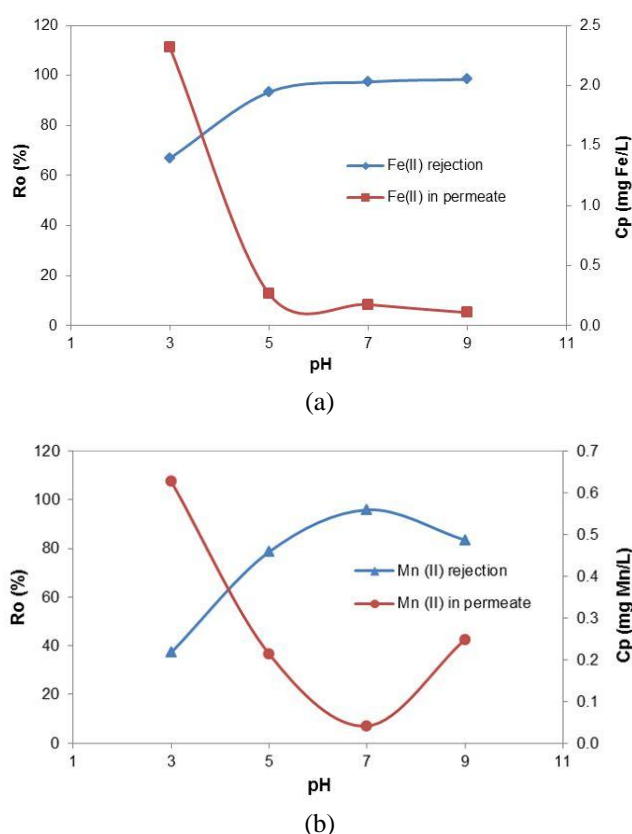 120
100
80
60
40
20
0
Ro (%)
2.5
2.0
1.5
1.0
0.5
0.0
Cp (mg Fe/L)
Fe(II) rejection
Fe(II) in permeate
1 3 5 7 9 11
pH
(a)
120
100
80
60
40
20
0
Ro (%)
0.7
0.6
0.5
0.4
0.3
0.2
0.1
0.0
Cp (mg Mn/L)
Mn (II) rejection
Mn (II) in permeate
1 3 5 7 9 11
pH
(b)